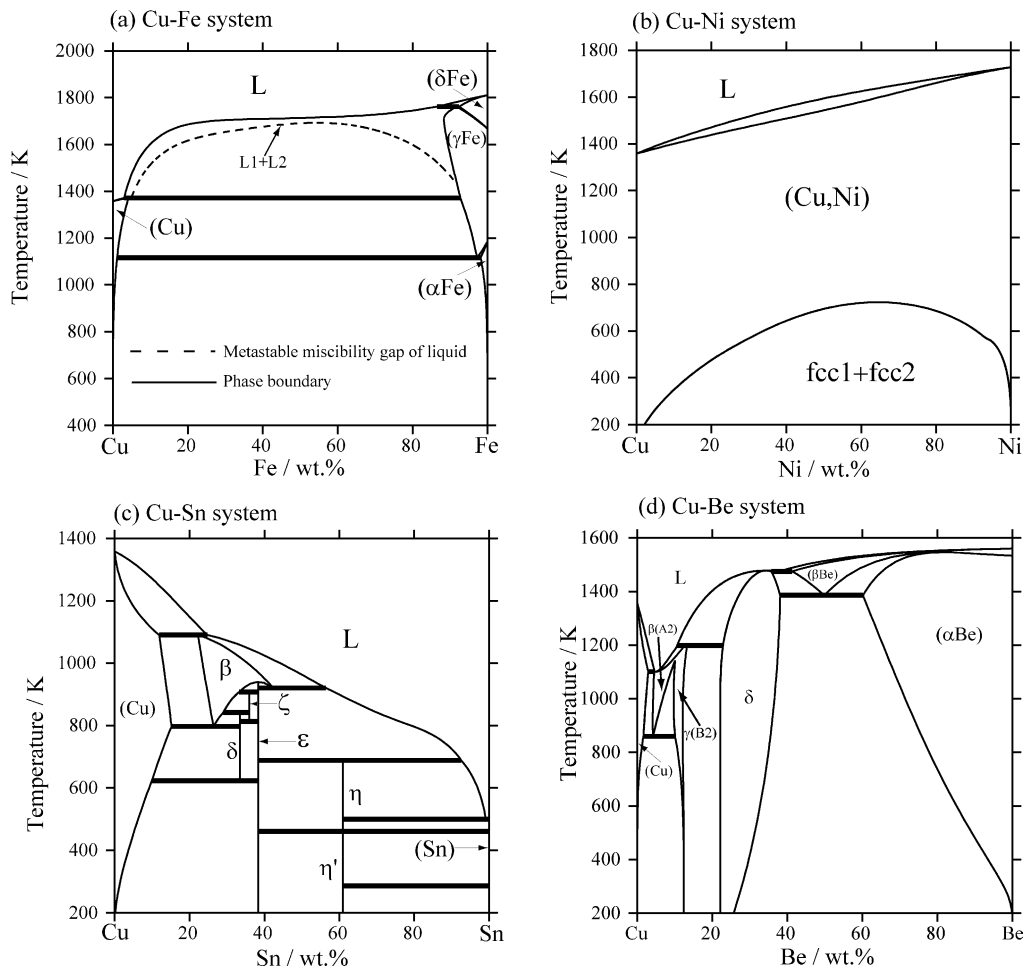 (a) Cu-Fe system
2000
1800
1600
1400
1200
1000
800
600
400
Temperature / K
L
(δFe)
(γFe)
L1+L2
(Cu)
(αFe)
Metastable miscibility gap of liquid
Phase boundary
Cu 20 40 60 80 Fe
Fe / wt.%
(b) Cu-Ni system
1800
1600
1400
1200
1000
800
600
400
200
Temperature / K
L
(Cu,Ni)
fcc1+fcc2
Cu 20 40 60 80 Ni
Ni / wt.%
(c) Cu-Sn system
1400
1200
1000
800
600
400
200
Temperature / K
L
β
(Cu)
ζ
δ
ε
η
(Sn)
η'
Cu 20 40 60 80 Sn
Sn / wt.%
(d) Cu-Be system
1600
1400
1200
1000
800
600
400
200
Temperature / K
L
(βBe)
β(A2)
(αBe)
δ
γ(B2)
(Cu)
Cu 20 40 60 80 Be
Be / wt.%